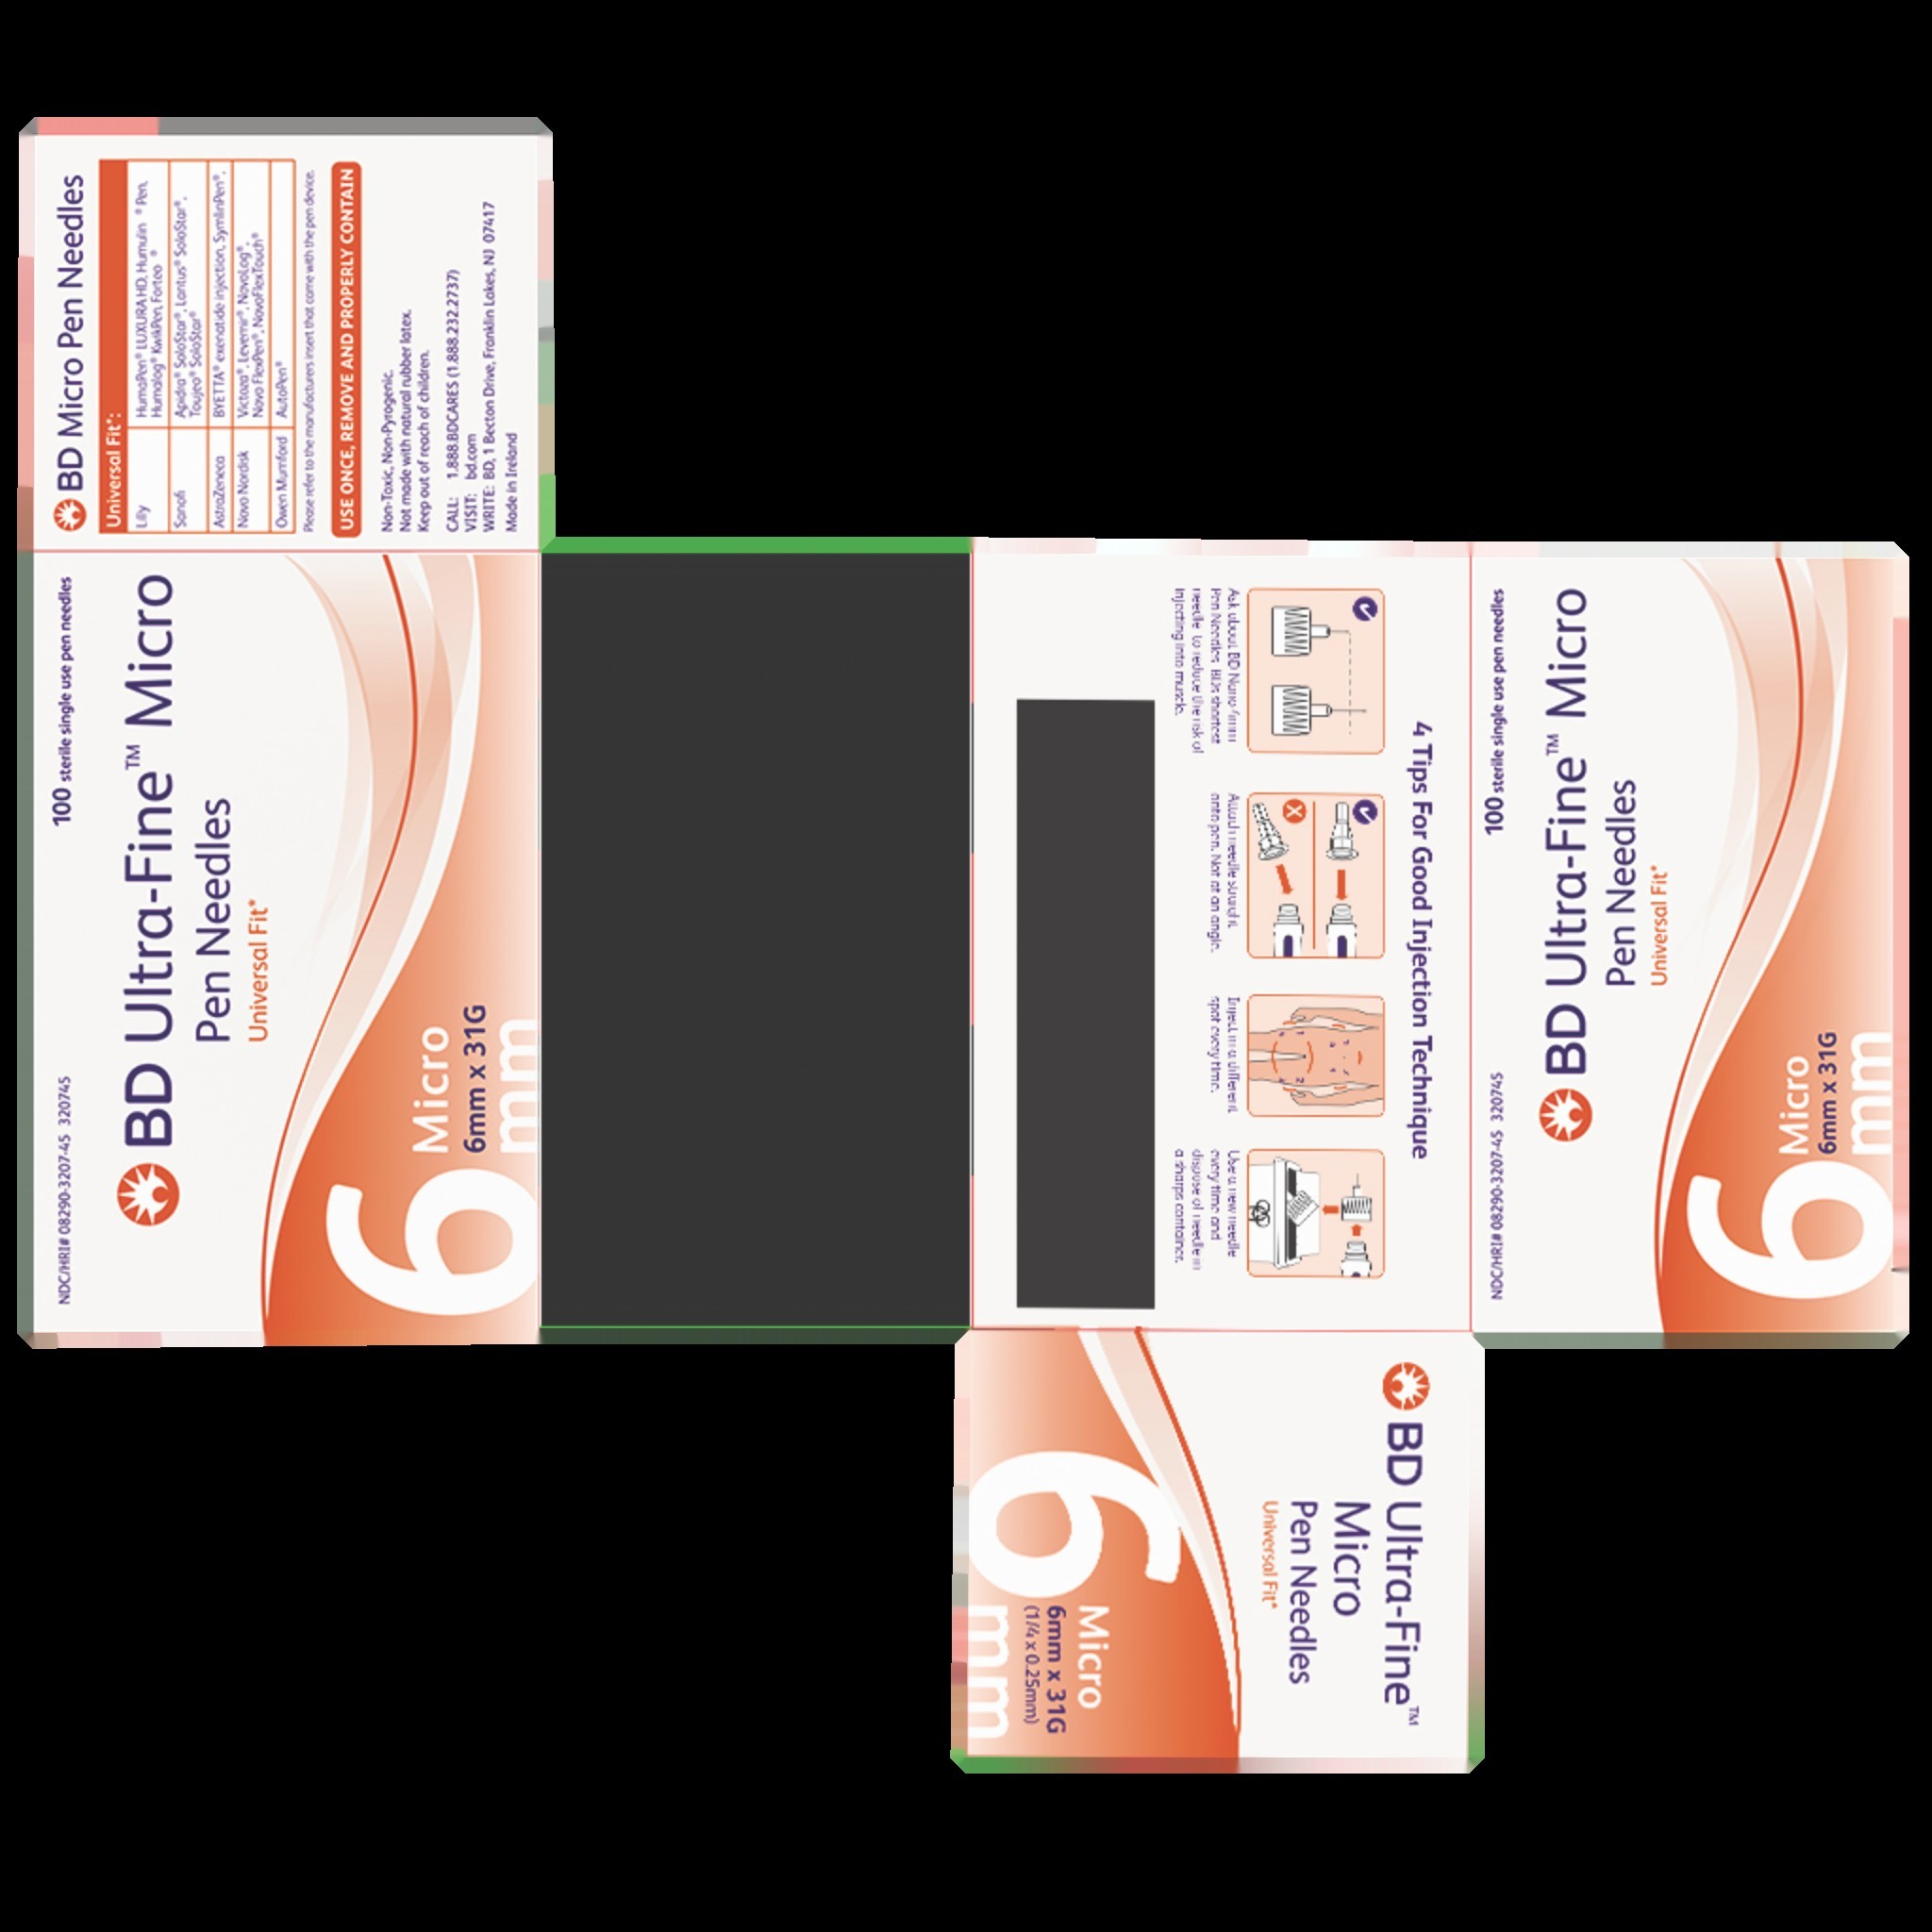 BD Micro Pen Needles
Universal Fit*:
Lilly
HumaPen® LUXURA HD, Humulin ® Pen,
Humalog® KwikPen, Forteo ®
Sanofi
Apidra® SoloStar®, Lantus® SoloStar®,
Toujeo® SoloStar®
AstraZeneca
BYETTA® exenatide injection, SymlinPen®,
Novo Nordisk
Victoza®, Levemir®, NovoLog®,
Novo FlexPen®, NovoFlexTouch®
Owen Mumford
AutoPen®
Please refer to the manufacturers insert that come with the pen device.
USE ONCE, REMOVE AND PROPERLY CONTAIN
Non-Toxic, Non-Pyrogenic.
Not made with natural rubber latex.
Keep out of reach of children.
CALL: 1.888.BDCARES (1.888.232.2737)
VISIT: bd.com
WRITE: BD, 1 Becton Drive, Franklin Lakes, NJ 07417
Made in Ireland
NDC/HRI# 08290-3207-45 320745
100 sterile single use pen needles
BD Ultra-Fine™ Micro
Pen Needles
Universal Fit*
Micro
6mm x 31G
6mm
4 Tips For Good Injection Technique
Ask about BD Nano 4mm
Pen Needles. BD's shortest
needle to reduce the risk of
injecting into muscle.
Attach needle straight
onto pen. Not at an angle.
Inject in a different
spot every time.
Use a new needle
every time and
dispose of needle in
a sharps container.
NDC/HRI# 08290-3207-45 320745
100 sterile single use pen needles
BD Ultra-Fine™ Micro
Pen Needles
Universal Fit*
Micro
6mm x 31G
6mm
BD Ultra-Fine™
Micro
Pen Needles
Universal Fit*
Micro
6mm x 31G
(1/4 x 0.25mm)
6mm